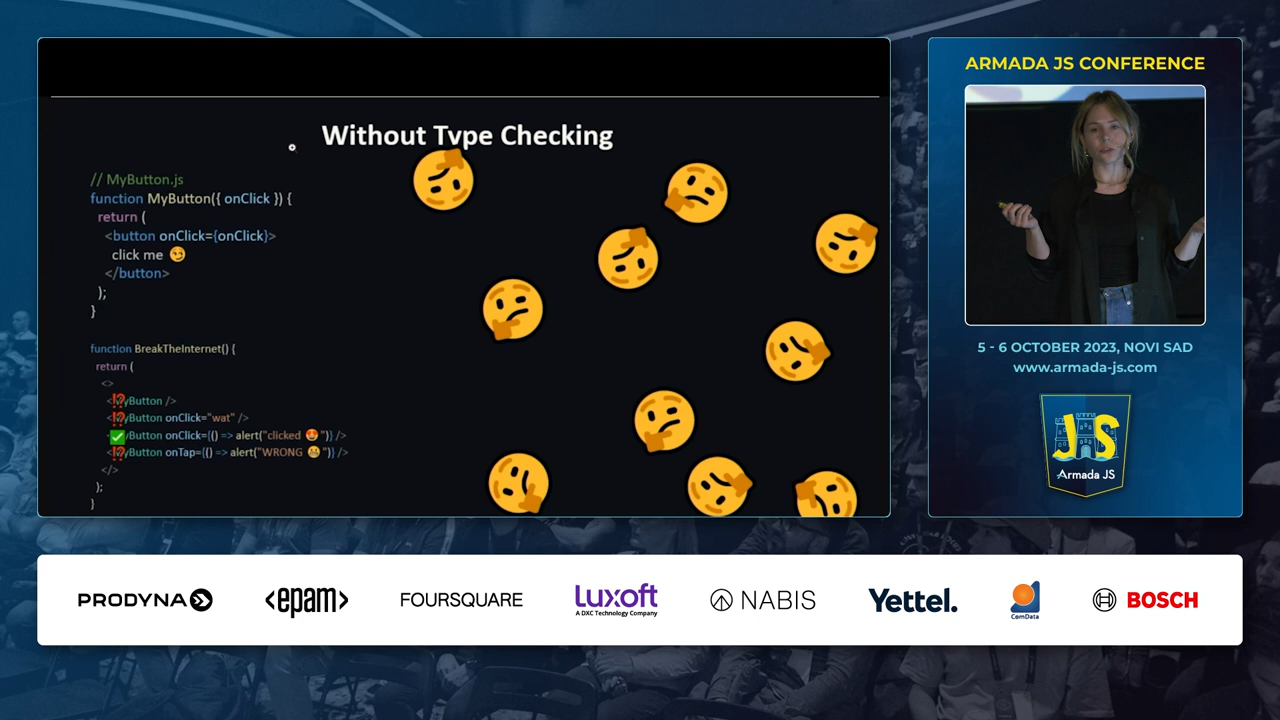 Without Type Checking
// MyButton.js
function MyButton({ onClick }) {
return (
<button onClick={onClick}>
click me 😏
</button>
);
}
function BreakTheInternet() {
return (
<>
<⁉️yButton />
<⁉️yButton onClick="wat" />
✅yButton onClick={() => alert("clicked 🤩")} />
<⁉️yButton onTap={() => alert("WRONG 😬")} />
</>
);
}
ARMADA JS CONFERENCE
5 - 6 OCTOBER 2023, NOVI SAD
www.armada-js.com
JS
Armada JS
PRODYNA
<epam>
FOURSQUARE
Luxoft
A DXC Technology Company
NABIS
Yettel.
ComData
BOSCH